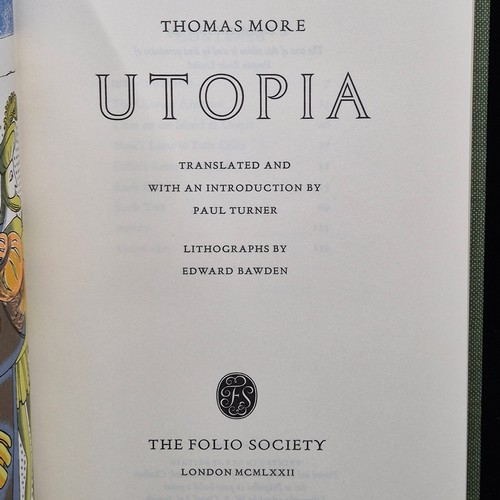 THOMAS MORE
UTOPIA
TRANSLATED AND
WITH AN INTRODUCTION BY
PAUL TURNER
LITHOGRAPHS BY
EDWARD BAWDEN
FS
THE FOLIO SOCIETY
LONDON MCMLXXII